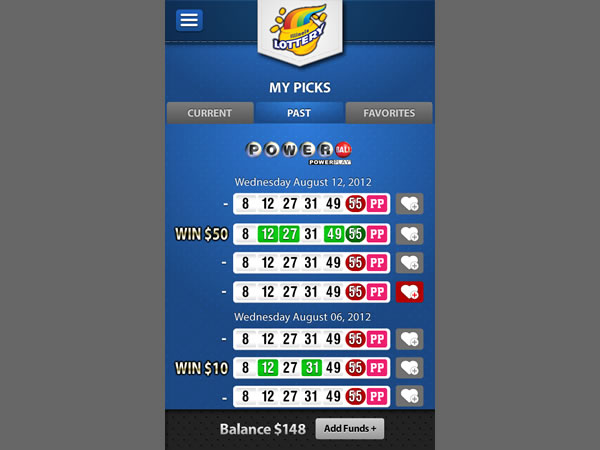 Illinois
LOTTERY
MY PICKS
CURRENT PAST FAVORITES
POWER BALL
POWERPLAY
Wednesday August 12, 2012
- 8 12 27 31 49 55 PP
WIN $50 8 12 27 31 49 55 PP
- 8 12 27 31 49 55 PP
- 8 12 27 31 49 55 PP
Wednesday August 06, 2012
- 8 12 27 31 49 55 PP
WIN $10 8 12 27 31 49 55 PP
- 8 12 27 31 49 55 PP
Balance $148 Add Funds +